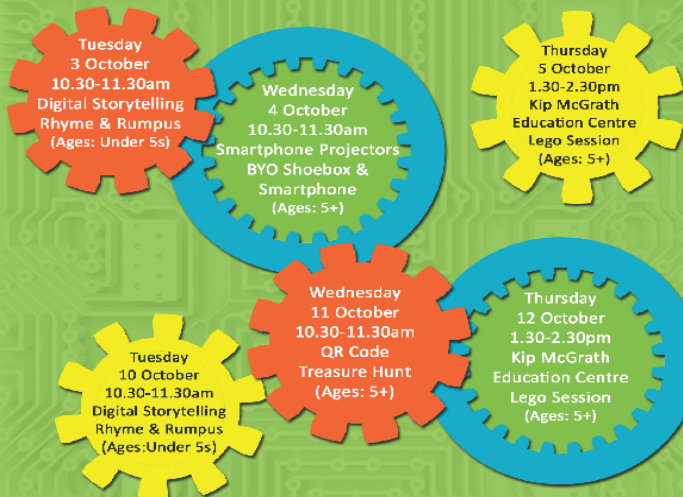 Tuesday
3 October
10.30-11.30am
Digital Storytelling
Rhyme & Rumpus
(Ages: Under 5s)
Wednesday
4 October
10.30-11.30am
Smartphone Projectors
BYO Shoebox &
Smartphone
(Ages: 5+)
Thursday
5 October
1.30-2.30pm
Kip McGrath
Education Centre
Lego Session
(Ages: 5+)
Tuesday
10 October
10.30-11.30am
Digital Storytelling
Rhyme & Rumpus
(Ages:Under 5s)
Wednesday
11 October
10.30-11.30am
QR Code
Treasure Hunt
(Ages: 5+)
Thursday
12 October
1.30-2.30pm
Kip McGrath
Education Centre
Lego Session
(Ages: 5+)